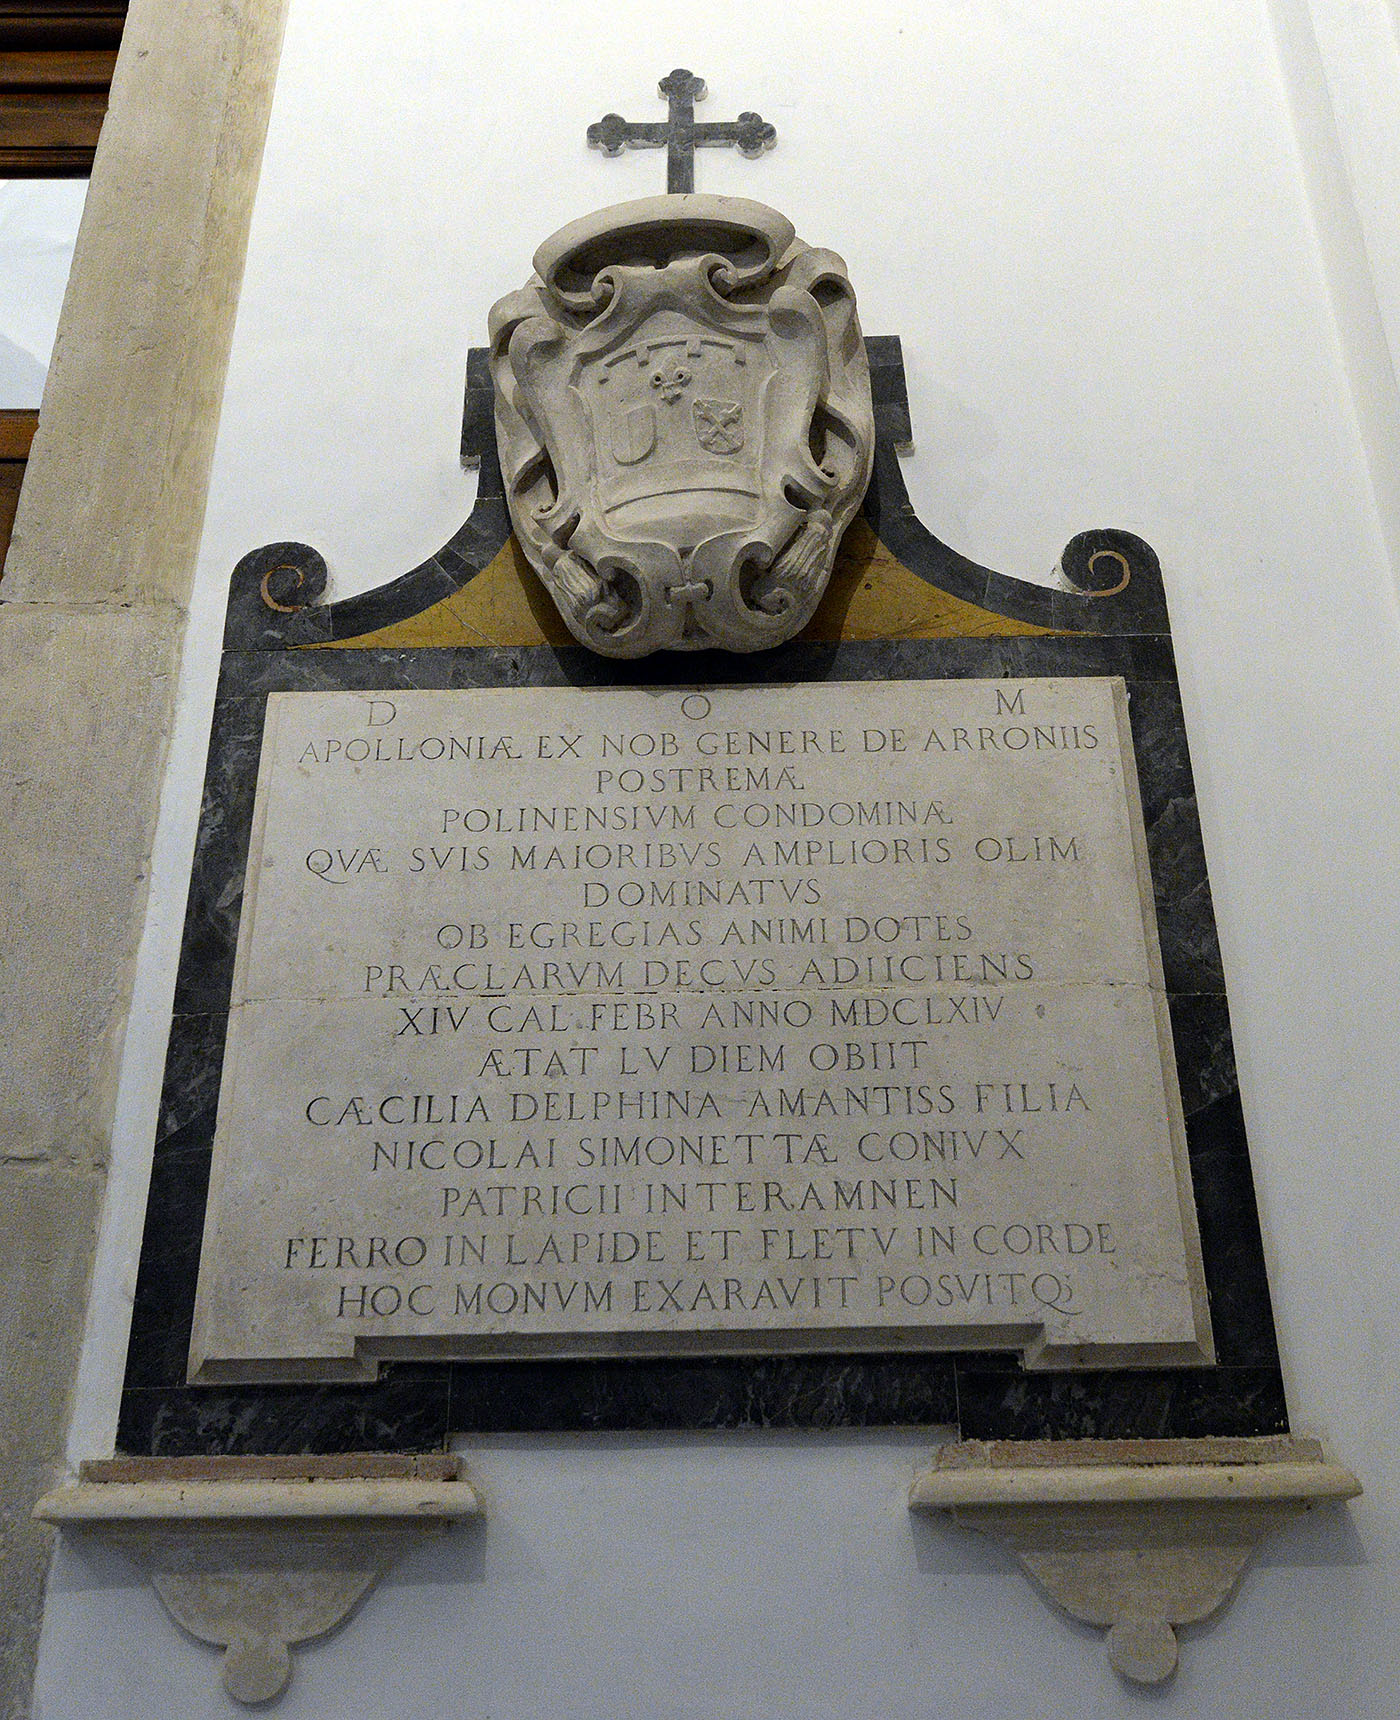 D O M
APOLLONIÆ EX NOB GENERE DE ARRONIIS
POSTREMÆ
POLINENSIVM CONDOMINÆ
QVÆ SVIS MAIORIBVS AMPLIORIS OLIM
DOMINATVS
OB EGREGIAS ANIMI DOTES
PRÆCLARVM DECVS ADIICIENS
XIV CAL FEBR ANNO MDCLXIV
ÆTAT LV DIEM OBIIT
CÆCILIA DELPHINA AMANTISS FILIA
NICOLAI SIMONETTÆ CONIVX
PATRICII INTERAMNEN
FERRO IN LAPIDE ET FLETV IN CORDE
HOC MONVM EXARAVIT POSVITQ;